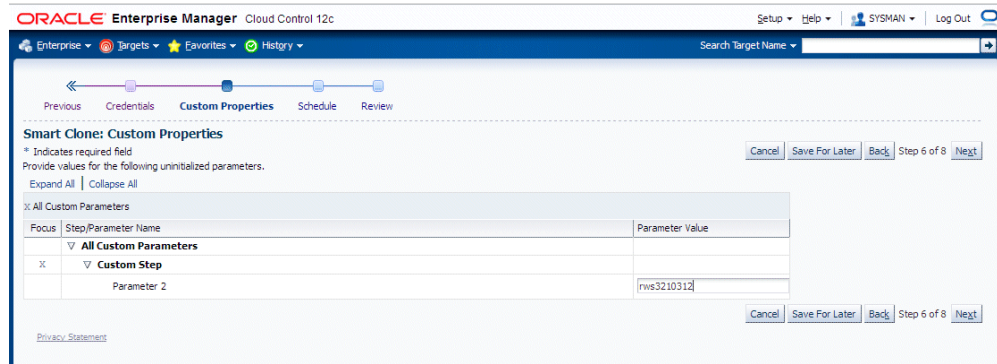 ORACLE Enterprise Manager Cloud Control 12c
Setup Help SYSMAN Log Out
Enterprise Targets Favorites History Search Target Name
Previous Credentials Custom Properties Schedule Review
Smart Clone: Custom Properties
* Indicates required field
Cancel Save For Later Back Step 6 of 8 Next
Provide values for the following uninitialized parameters.
Expand All Collapse All
X All Custom Parameters
Focus Step/Parameter Name Parameter Value
All Custom Parameters
X Custom Step
Parameter 2 rws3210312
Cancel Save For Later Back Step 6 of 8 Next
Privacy Statement